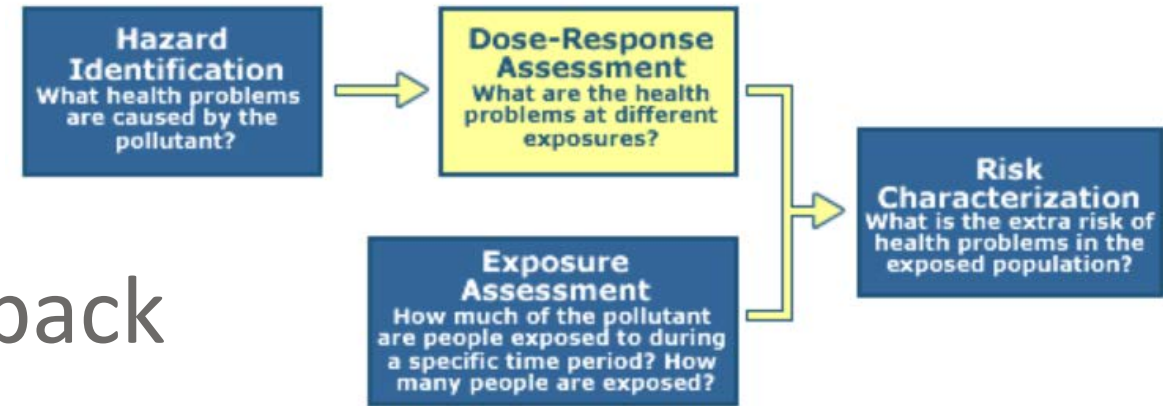 Hazard
Identification
What health problems
are caused by the
pollutant?
Dose-Response
Assessment
What are the health
problems at different
exposures?
Exposure
Assessment
How much of the pollutant
are people exposed to during
a specific time period? How
many people are exposed?
Risk
Characterization
What is the extra risk of
health problems in the
exposed population?